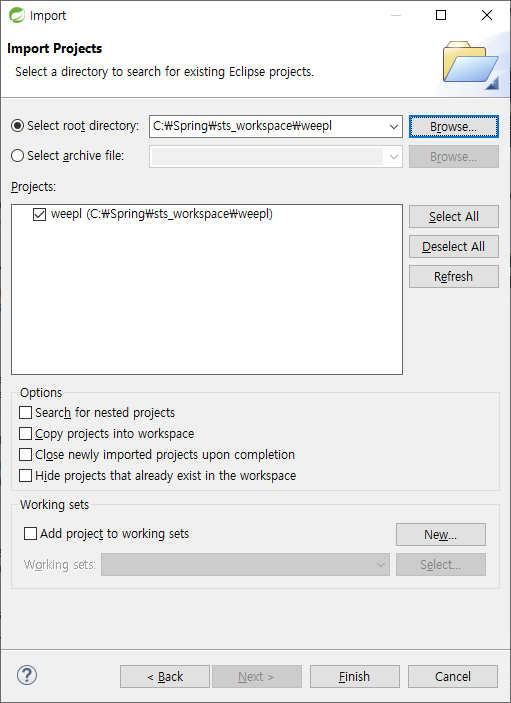 Import
Import Projects
Select a directory to search for existing Eclipse projects.
Select root directory: C:₩Spring₩sts_workspace₩weepl Browse...
Select archive file: Browse...
Projects:
weepl (C:₩Spring₩sts_workspace₩weepl)
Select All
Deselect All
Refresh
Options
Search for nested projects
Copy projects into workspace
Close newly imported projects upon completion
Hide projects that already exist in the workspace
Working sets
Add project to working sets New...
Working sets: Select...
? < Back Next > Finish Cancel